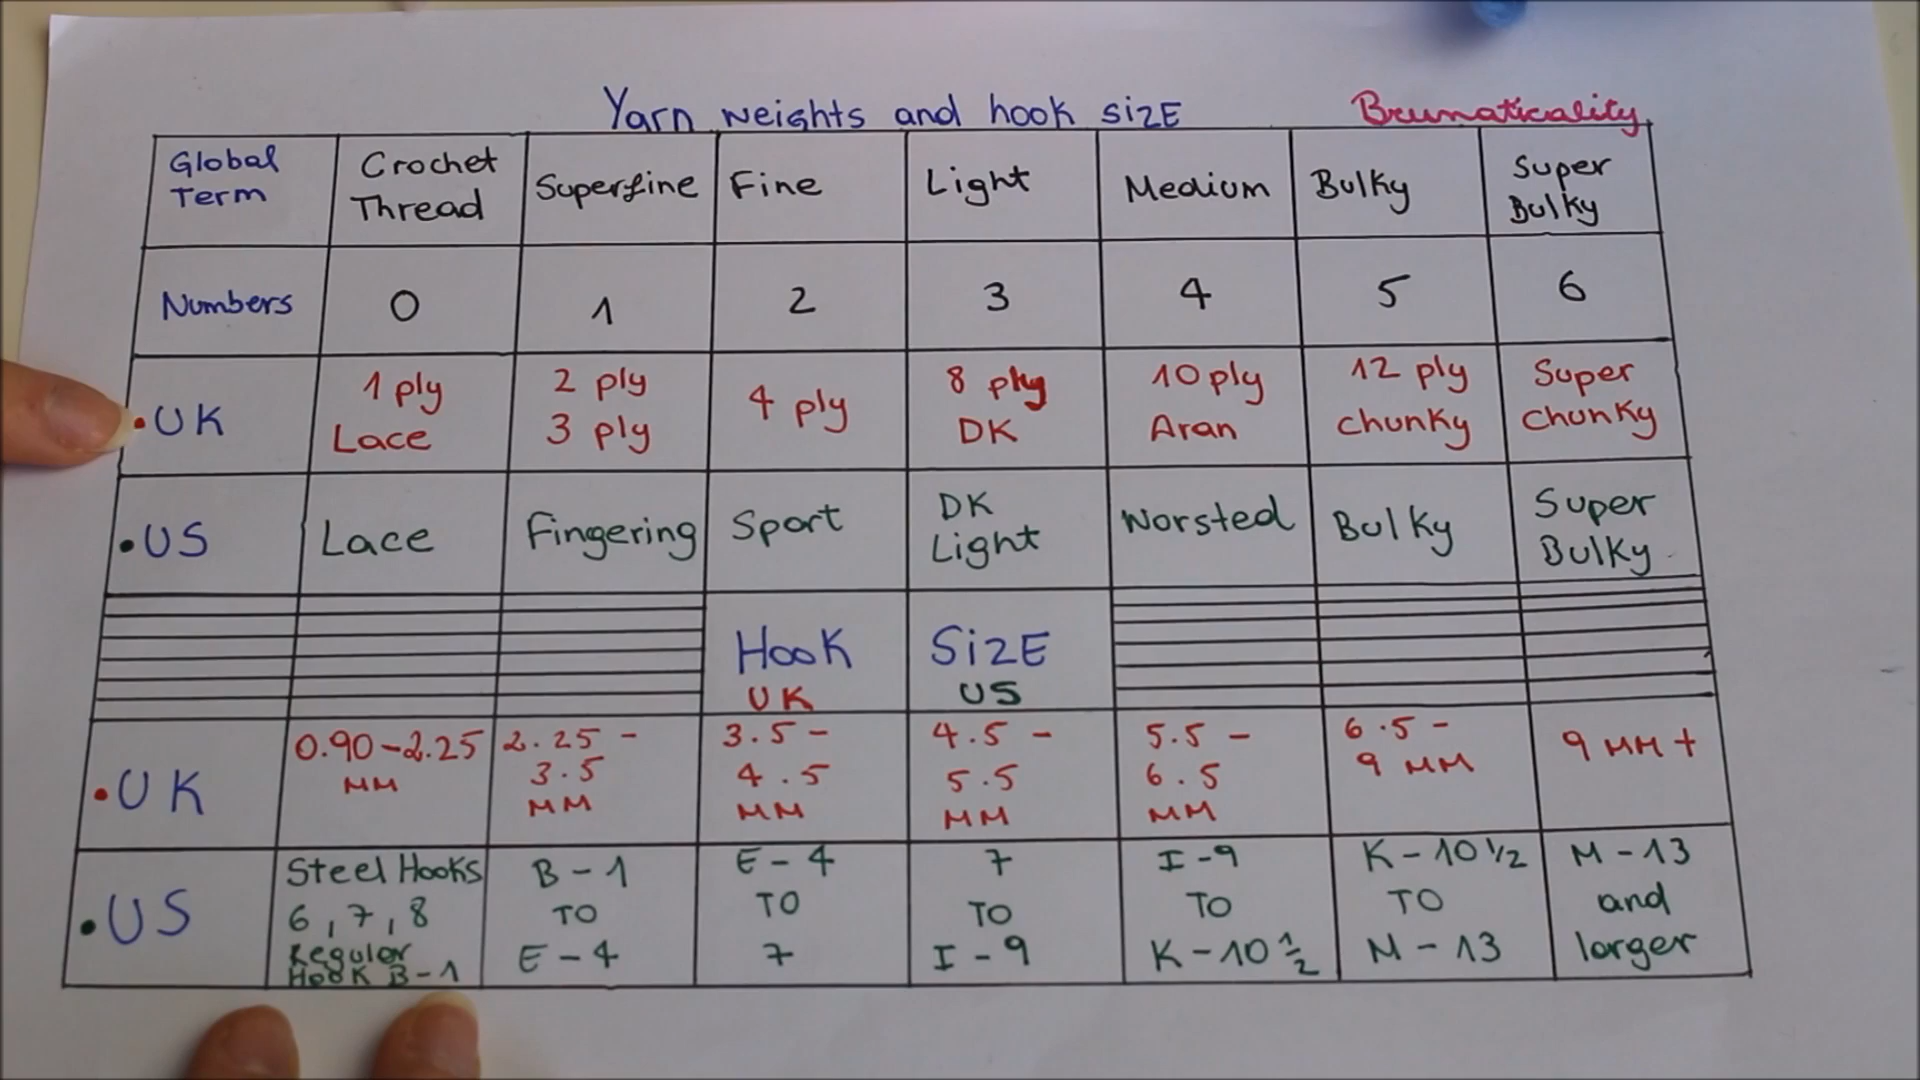 Yarn weights and hook SIZE Brumaticality
Global Term Crochet Thread Superfine Fine Light Medium Bulky Super Bulky
Numbers 0 1 2 3 4 5 6
• UK 1 ply Lace 2 ply 3 ply 4 ply 8 ply DK 10 ply Aran 12 ply chunky Super chunky
• US Lace Fingering Sport DK Light Worsted Bulky Super Bulky
Hook UK SIZE US
• UK 0.90-2.25 MM 2.25 - 3.5 MM 3.5 - 4.5 MM 4.5 - 5.5 MM 5.5 - 6.5 MM 6.5 - 9 MM 9 MM +
• US Steel Hooks 6, 7, 8 Regular Hook B-1 B-1 TO E-4 E-4 TO 7 7 TO I-9 I-9 TO K-10 1/2 K-10 1/2 TO M-13 M-13 and larger